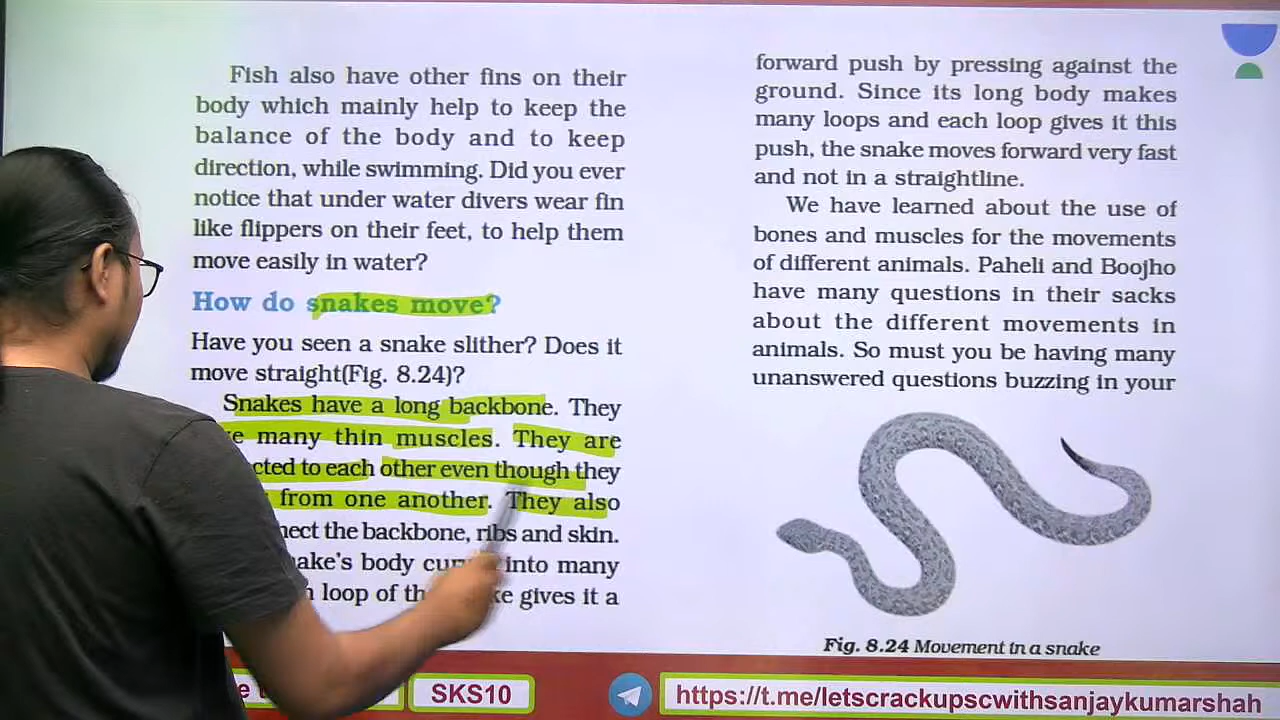 Fish also have other fins on their
body which mainly help to keep the
balance of the body and to keep
direction, while swimming. Did you ever
notice that under water divers wear fin
like flippers on their feet, to help them
move easily in water?
How do snakes move?
Have you seen a snake slither? Does it
move straight(Fig. 8.24)?
Snakes have a long backbone. They
many thin muscles. They are
to each other even though they
from one another. They also
the backbone, ribs and skin.
body into many
loop of gives it a
forward push by pressing against the
ground. Since its long body makes
many loops and each loop gives it this
push, the snake moves forward very fast
and not in a straightline.
We have learned about the use of
bones and muscles for the movements
of different animals. Paheli and Boojho
have many questions in their sacks
about the different movements in
animals. So must you be having many
unanswered questions buzzing in your
Fig. 8.24 Movement in a snake
SKS10
https://t.me/letscrackupscwithsanjaykumarshah